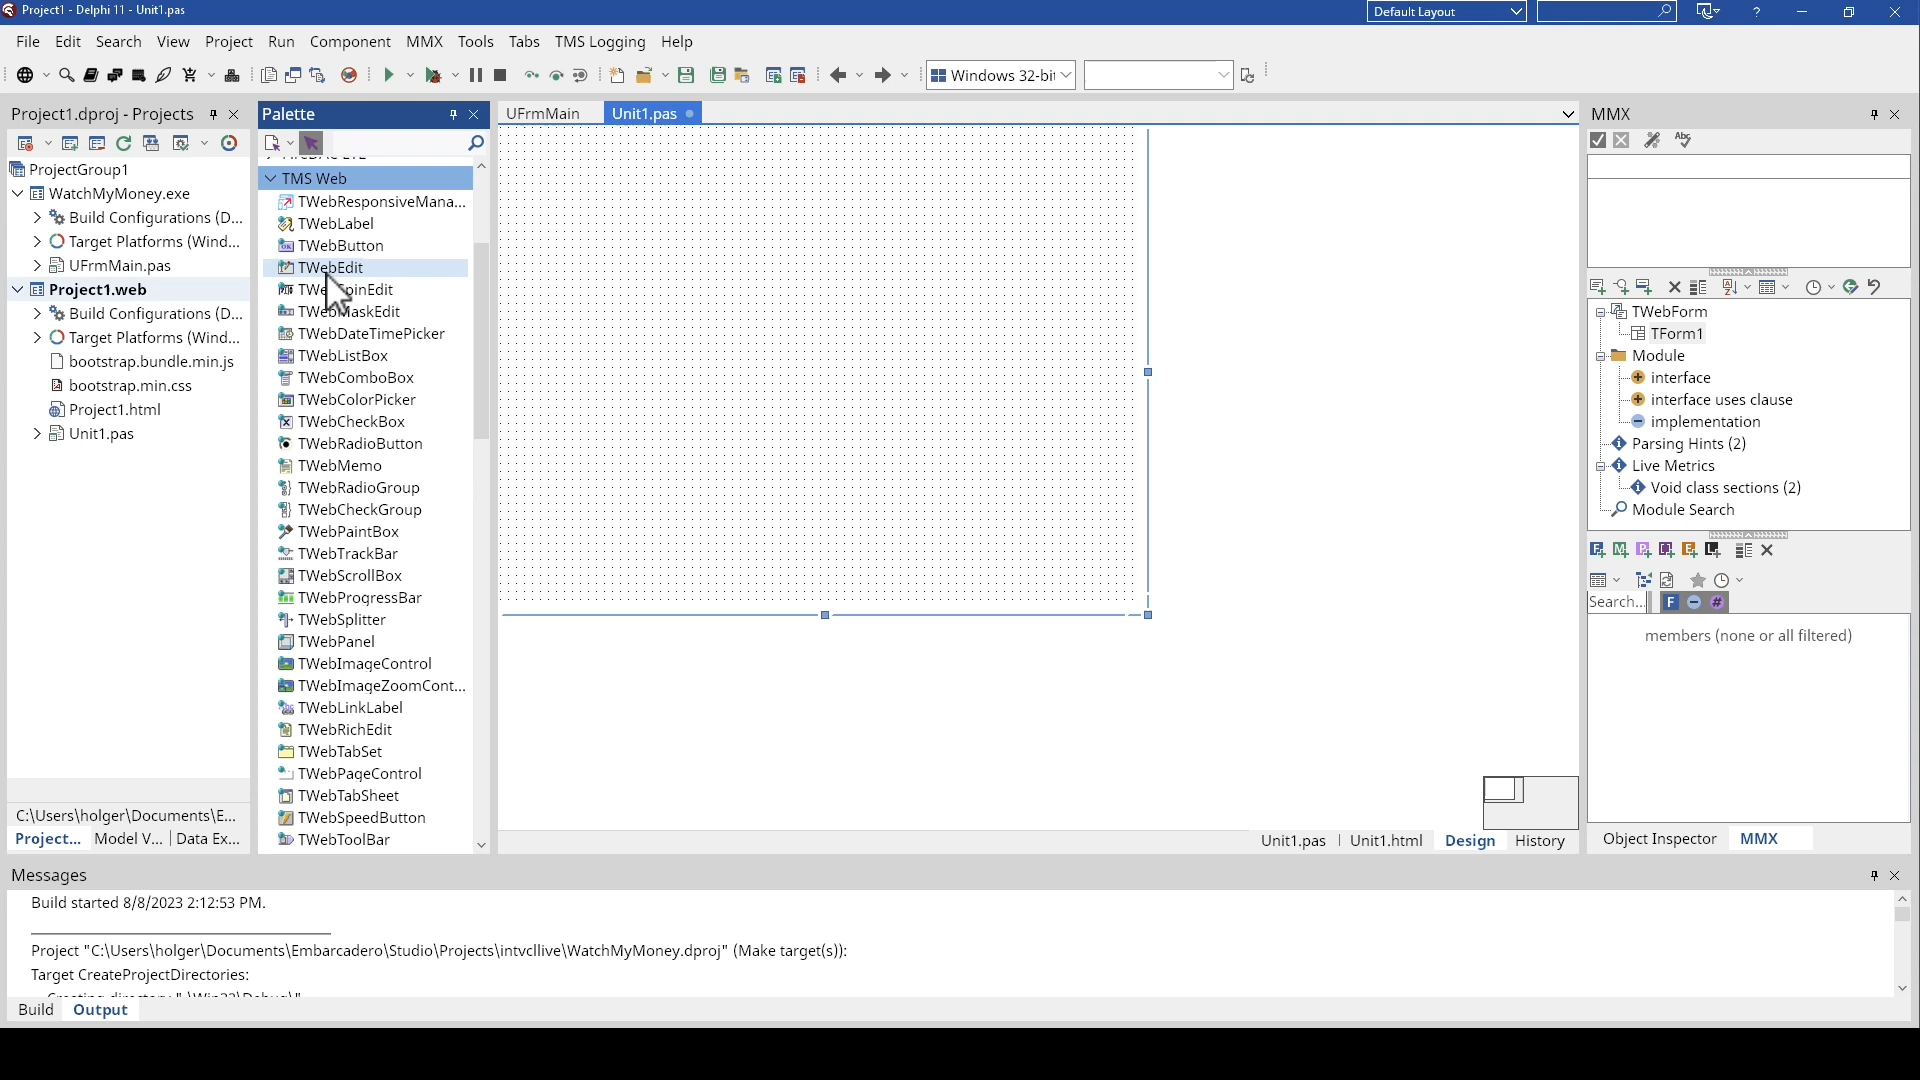 Project1 - Delphi 11 - Unit1.pas
Default Layout
File Edit Search View Project Run Component MMX Tools Tabs TMS Logging Help
Windows 32-bit
Project1.dproj - Projects
ProjectGroup1
WatchMyMoney.exe
Build Configurations (D...
Target Platforms (Wind...
UFrmMain.pas
Project1.web
Build Configurations (D...
Target Platforms (Wind...
bootstrap.bundle.min.js
bootstrap.min.css
Project1.html
Unit1.pas
C:\Users\holger\Documents\E...
Project... Model V... Data Ex...
Palette
TMS Web
TWebResponsiveMana...
TWebLabel
TWebButton
TWebEdit
TWebSpinEdit
TWebMaskEdit
TWebDateTimePicker
TWebListBox
TWebComboBox
TWebColorPicker
TWebCheckBox
TWebRadioButton
TWebMemo
TWebRadioGroup
TWebCheckGroup
TWebPaintBox
TWebTrackBar
TWebScrollBox
TWebProgressBar
TWebSplitter
TWebPanel
TWebImageControl
TWebImageZoomCont...
TWebLinkLabel
TWebRichEdit
TWebTabSet
TWebPageControl
TWebTabSheet
TWebSpeedButton
TWebToolBar
UFrmMain Unit1.pas
Unit1.pas Unit1.html Design History
MMX
TWebForm
TForm1
Module
interface
interface uses clause
implementation
Parsing Hints (2)
Live Metrics
Void class sections (2)
Module Search
Search...
members (none or all filtered)
Object Inspector MMX
Messages
Build started 8/8/2023 2:12:53 PM.
Project "C:\Users\holger\Documents\Embarcadero\Studio\Projects\intvcllive\WatchMyMoney.dproj" (Make target(s)):
Target CreateProjectDirectories:
Build Output